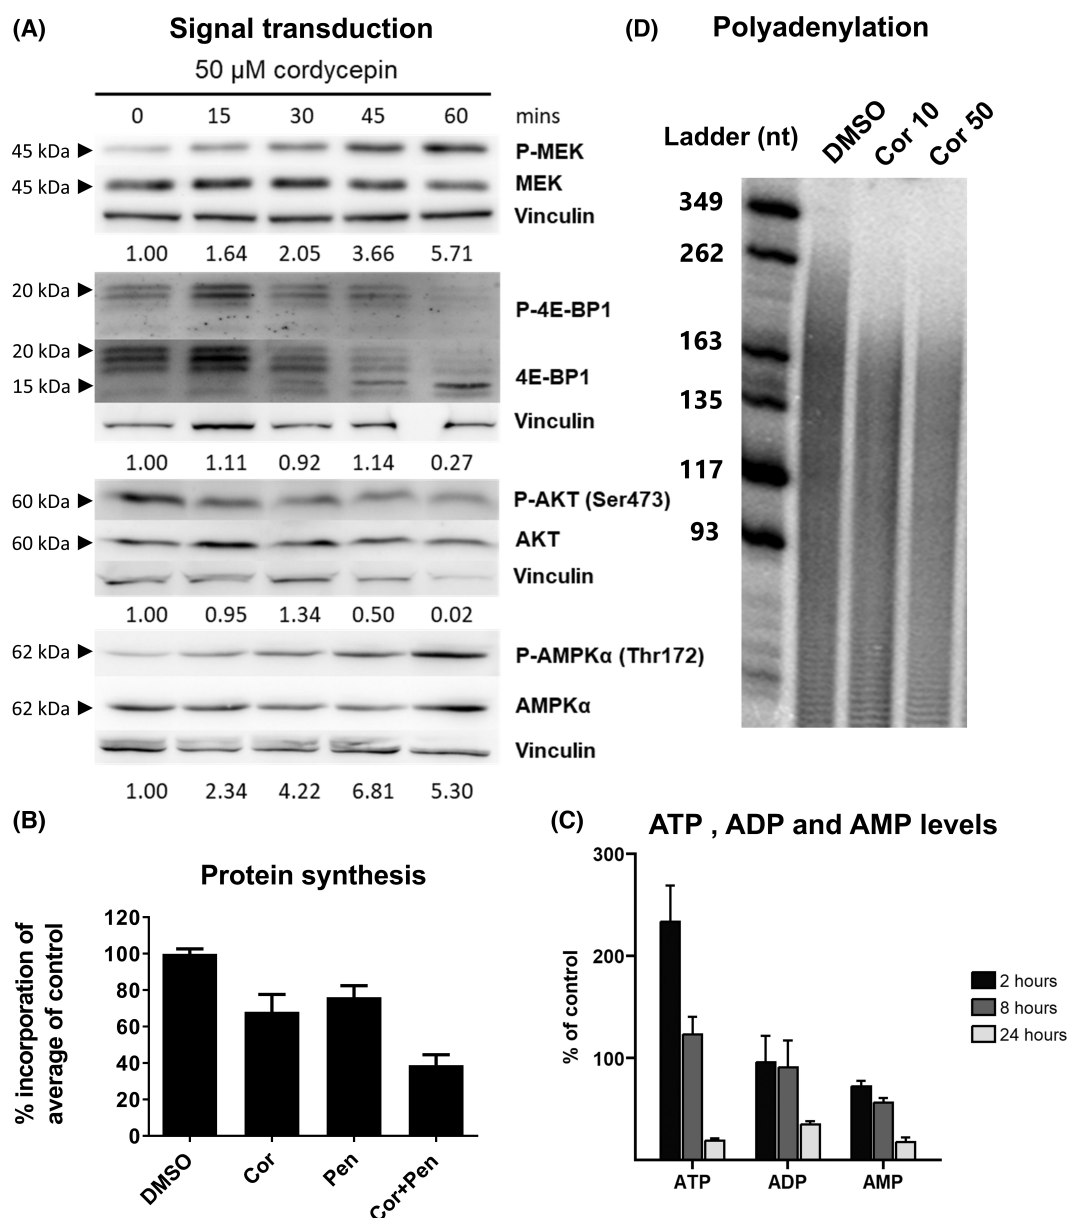 (A) Signal transduction
50 µM cordycepin
0 15 30 45 60 mins
45 kDa P-MEK
45 kDa MEK
Vinculin
1.00 1.64 2.05 3.66 5.71
20 kDa P-4E-BP1
20 kDa
15 kDa 4E-BP1
Vinculin
1.00 1.11 0.92 1.14 0.27
60 kDa P-AKT (Ser473)
60 kDa AKT
Vinculin
1.00 0.95 1.34 0.50 0.02
62 kDa P-AMPKα (Thr172)
62 kDa AMPKα
Vinculin
1.00 2.34 4.22 6.81 5.30
(D) Polyadenylation
Ladder (nt) DMSO Cor 10 Cor 50
349
262
163
135
117
93
(B)
Protein synthesis
% incorporation of
average of control
120
100
80
60
40
20
0
DMSO Cor Pen Cor+Pen
(C) ATP , ADP and AMP levels
% of control
300
200
100
ATP ADP AMP
2 hours
8 hours
24 hours